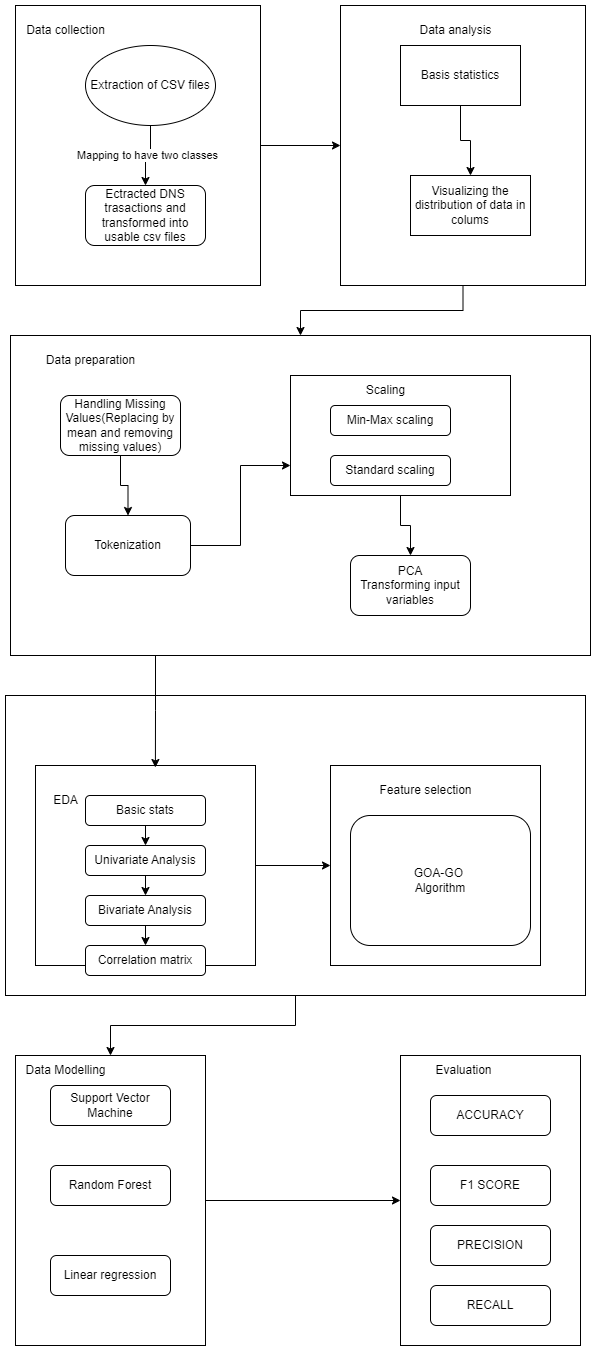 Data collection
Extraction of CSV files
Mapping to have two classes
Ectracted DNS
trasactions and
transformed into
usable csv files
Data analysis
Basis statistics
Visualizing the
distribution of data in
colums
Data preparation
Handling Missing
Values(Replacing by
mean and removing
missing values)
Tokenization
Scaling
Min-Max scaling
Standard scaling
PCA
Transforming input
variables
EDA
Basic stats
Univariate Analysis
Bivariate Analysis
Correlation matrix
Feature selection
GOA-GO
Algorithm
Data Modelling
Support Vector
Machine
Random Forest
Linear regression
Evaluation
ACCURACY
F1 SCORE
PRECISION
RECALL